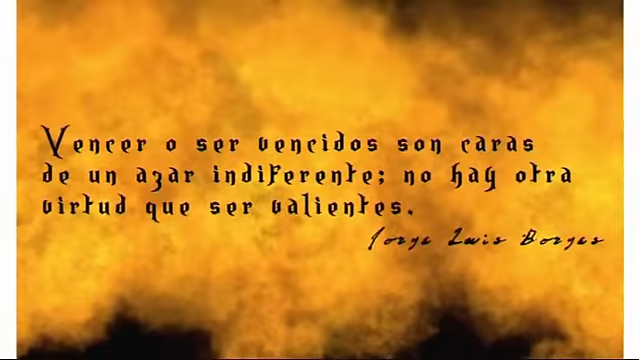 Vencer o ser vencidos son caras
de un azar indiferente; no hay otra
virtud que ser valientes.
Jorge Luis Borges